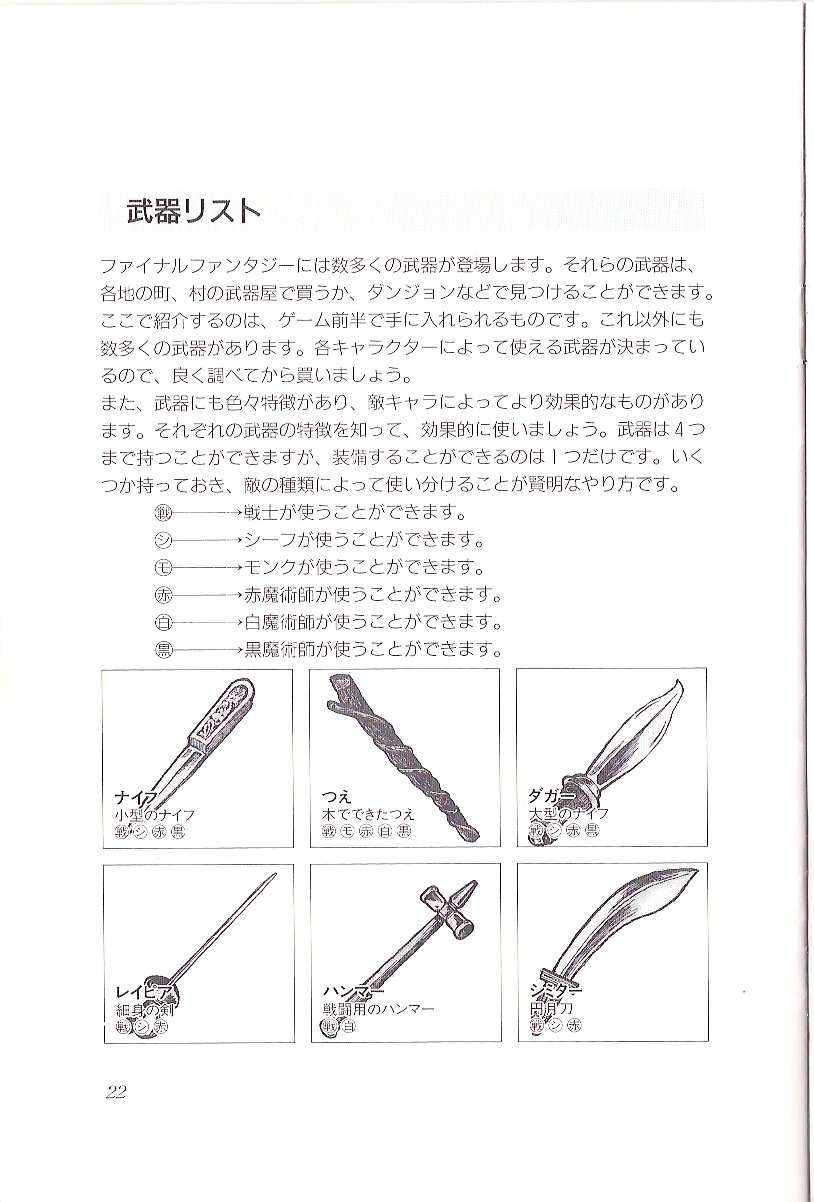 武器リスト
ファイナルファンタジーには数多くの武器が登場します。それらの武器は、
各地の町、村の武器屋で買うか、ダンジョンなどで見つけることができます。
ここで紹介するのは、ゲーム前半で手に入れられるものです。これ以外にも
数多くの武器があります。各キャラクターによって使える武器が決まってい
るので、良く調べてから買いましょう。
また、武器にも色々特徴があり、敵キャラによってより効果的なものがあり
ます。それぞれの武器の特徴を知って、効果的に使いましょう。武器は4つ
まで持つことができますが、装備することができるのは1つだけです。いく
つか持っておき、敵の種類によって使い分けることが賢明なやり方です。
㊙戦───→戦士が使うことができます。
㋛───→シーフが使うことができます。
㋲───→モンクが使うことができます。
赤───→赤魔術師が使うことができます。
白───→白魔術師が使うことができます。
黒───→黒魔術師が使うことができます。
ナイフ
小型のナイフ
戦㋛赤黒
つえ
木でできたつえ
戦㋲赤白黒
ダガー
大型のナイフ
戦㋛赤黒
レイピア
細身の剣
戦㋛赤
ハンマー
戦闘用のハンマー
戦白
シミター
円月刀
戦㋛赤
22